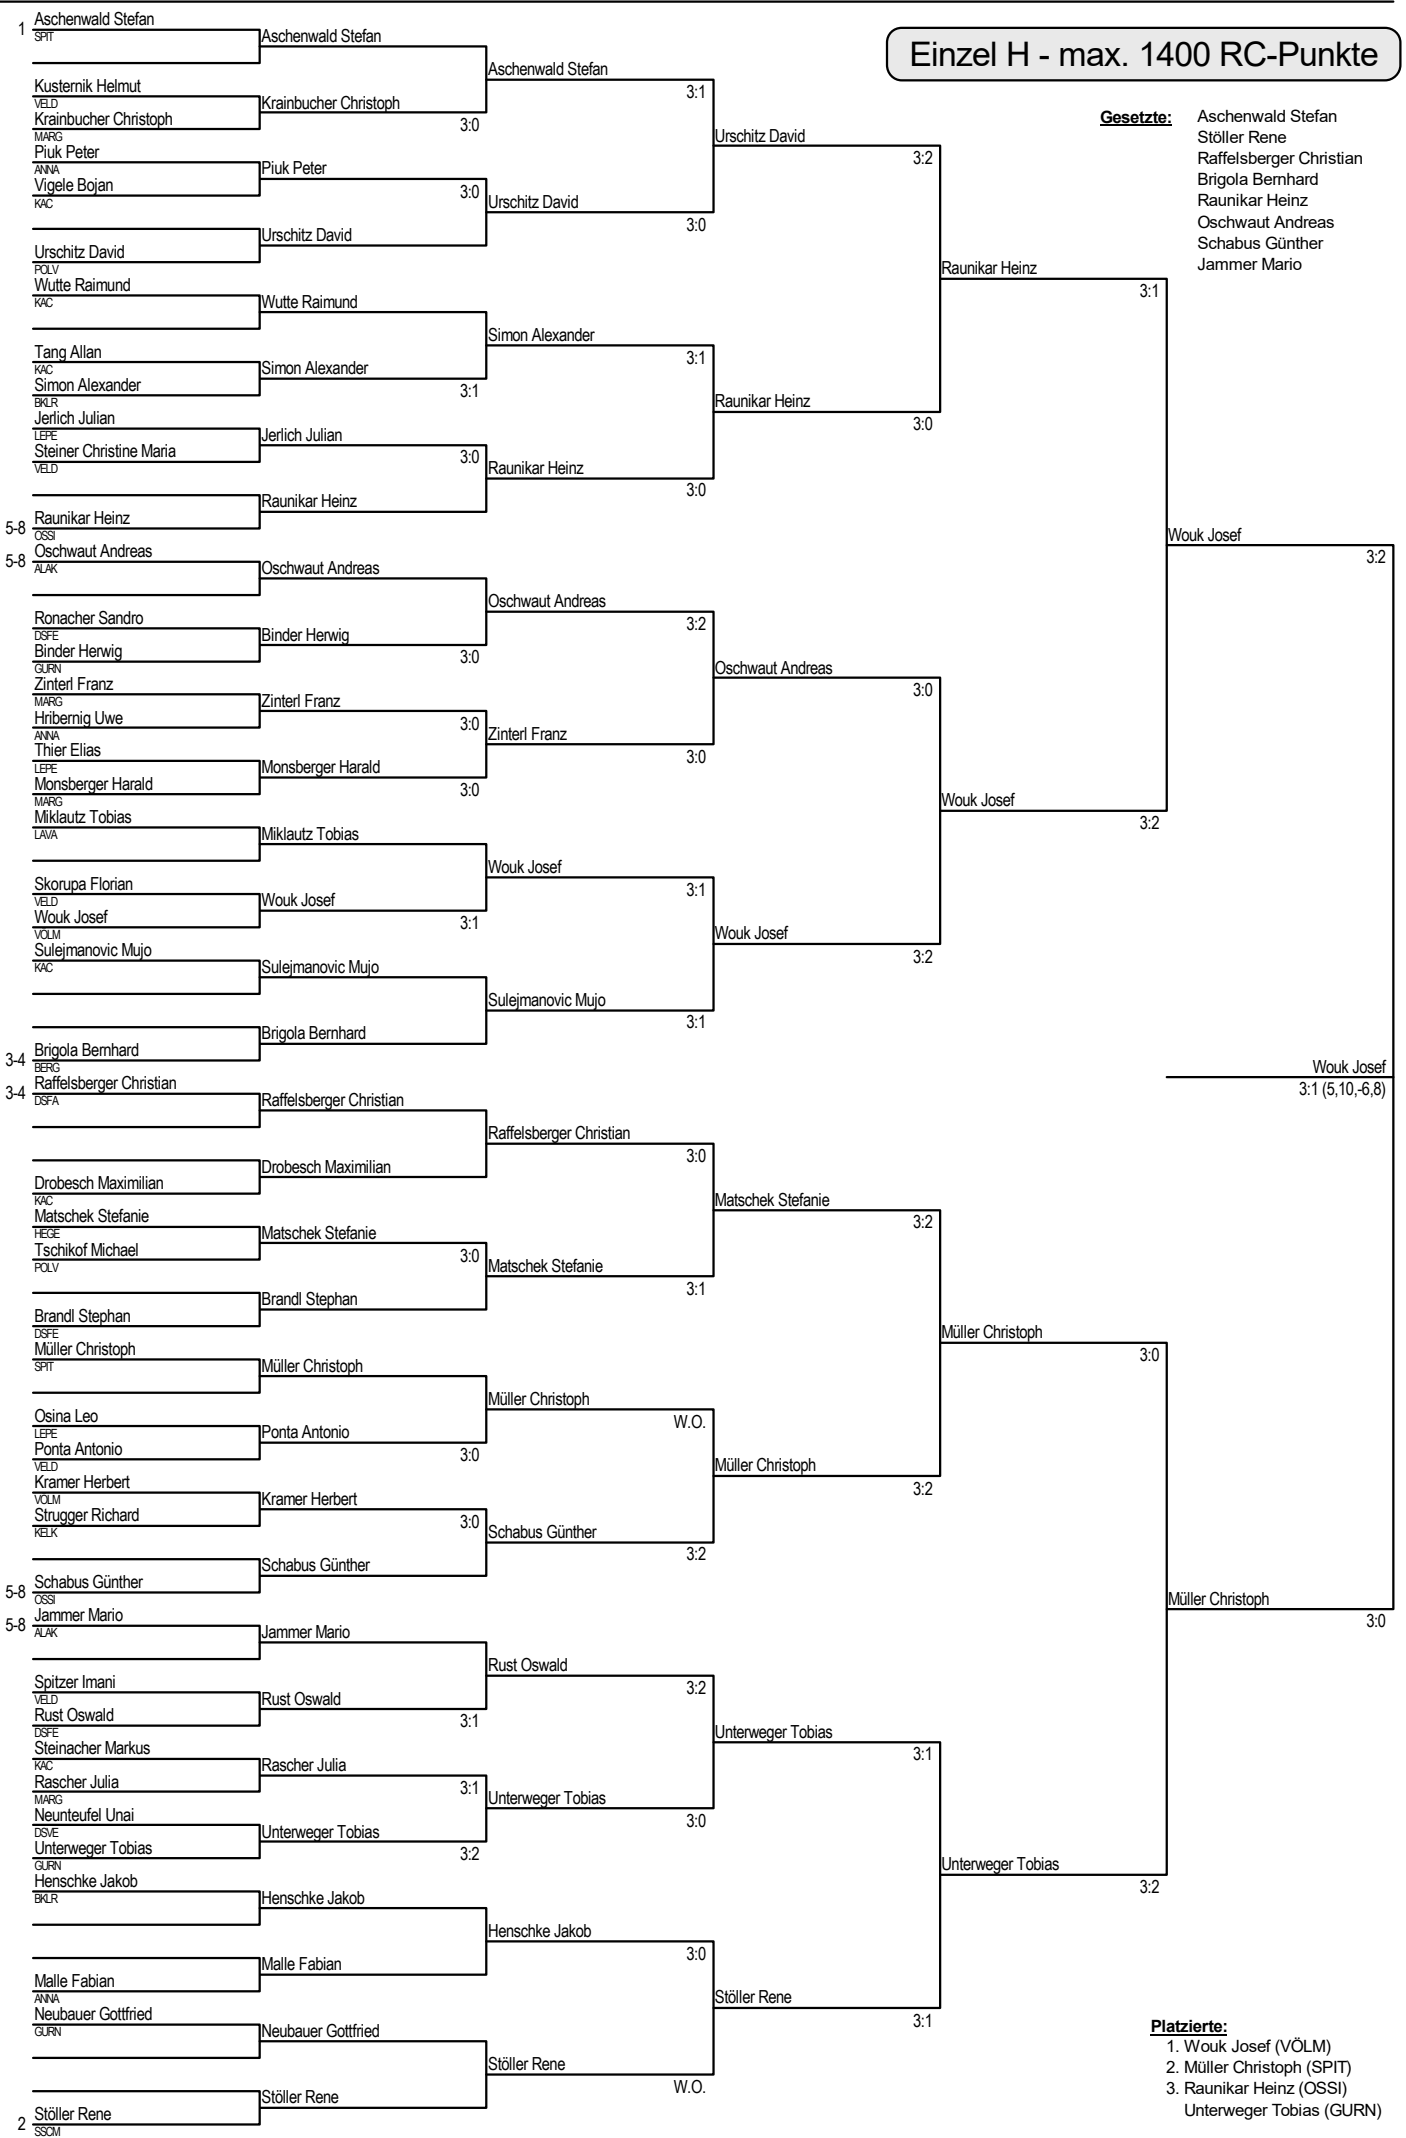 Einzel H - max. 1400 RC-Punkte
Gesetzte:
Aschenwald Stefan
Stöller Rene
Raffelsberger Christian
Brigola Bernhard
Raunikar Heinz
Oschwaut Andreas
Schabus Günther
Jammer Mario
1
Aschenwald Stefan
SPIT
Kusternik Helmut
VELD
Krainbucher Christoph
MARG
Piuk Peter
ANNA
Vigele Bojan
KAC
Urschitz David
POLV
Wutte Raimund
KAC
Tang Allan
KAC
Simon Alexander
BKLR
Jerlich Julian
LEPE
Steiner Christine Maria
VELD
5-8
Raunikar Heinz
OSSI
5-8
Oschwaut Andreas
ALAK
Ronacher Sandro
DSFE
Binder Herwig
GURN
Zinterl Franz
MARG
Hribernig Uwe
ANNA
Thier Elias
LEPE
Monsberger Harald
MARG
Miklautz Tobias
LAVA
Skorupa Florian
VELD
Wouk Josef
VÖLM
Sulejmanovic Mujo
KAC
3-4
Brigola Bernhard
BERG
3-4
Raffelsberger Christian
DSFA
Drobesch Maximilian
KAC
Matschek Stefanie
HEGE
Tschikof Michael
POLV
Brandl Stephan
DSFE
Müller Christoph
SPIT
Osina Leo
LEPE
Ponta Antonio
VELD
Kramer Herbert
VÖLM
Strugger Richard
KELK
5-8
Schabus Günther
OSSI
5-8
Jammer Mario
ALAK
Spitzer Imani
VELD
Rust Oswald
DSFE
Steinacher Markus
KAC
Rascher Julia
MARG
Neunteufel Unai
DSVE
Unterweger Tobias
GURN
Henschke Jakob
BKLR
Malle Fabian
ANNA
Neubauer Gottfried
GURN
2
Stöller Rene
SSCM
Aschenwald Stefan
Krainbucher Christoph
3:0
Piuk Peter
3:0
Urschitz David
Wutte Raimund
Simon Alexander
3:1
Jerlich Julian
3:0
Raunikar Heinz
Oschwaut Andreas
Binder Herwig
3:0
Zinterl Franz
3:0
Monsberger Harald
3:0
Miklautz Tobias
Wouk Josef
3:1
Sulejmanovic Mujo
Brigola Bernhard
Raffelsberger Christian
Drobesch Maximilian
Matschek Stefanie
3:0
Brandl Stephan
Müller Christoph
Ponta Antonio
3:0
Kramer Herbert
3:0
Schabus Günther
Jammer Mario
Rust Oswald
3:1
Rascher Julia
3:1
Unterweger Tobias
3:2
Henschke Jakob
Malle Fabian
Neubauer Gottfried
Stöller Rene
Aschenwald Stefan
3:1
Urschitz David
3:0
Simon Alexander
3:1
Raunikar Heinz
3:0
Oschwaut Andreas
3:2
Zinterl Franz
3:0
Wouk Josef
3:1
Sulejmanovic Mujo
3:1
Raffelsberger Christian
3:0
Matschek Stefanie
3:1
Müller Christoph
W.O.
Schabus Günther
3:2
Rust Oswald
3:2
Unterweger Tobias
3:0
Henschke Jakob
3:0
Stöller Rene
W.O.
Urschitz David
3:2
Raunikar Heinz
3:0
Oschwaut Andreas
3:0
Wouk Josef
3:2
Matschek Stefanie
3:2
Müller Christoph
3:2
Unterweger Tobias
3:1
Stöller Rene
3:1
Raunikar Heinz
3:1
Wouk Josef
3:2
Müller Christoph
3:0
Unterweger Tobias
3:2
Wouk Josef
3:2
Müller Christoph
3:0
Wouk Josef
3:1 (5,10,-6,8)
Platzierte:
1. Wouk Josef (VÖLM)
2. Müller Christoph (SPIT)
3. Raunikar Heinz (OSSI)
Unterweger Tobias (GURN)